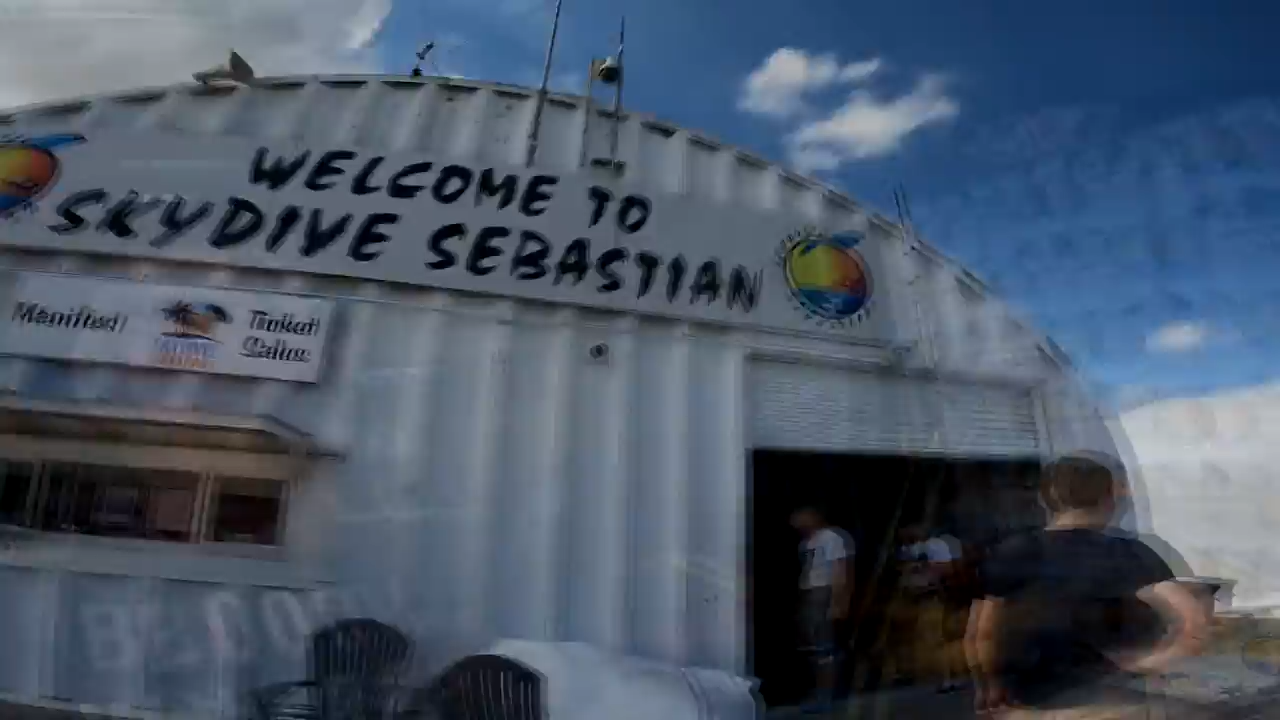 WELCOME TO
SKYDIVE SEBASTIAN
Manifest/
Ticket
Sales